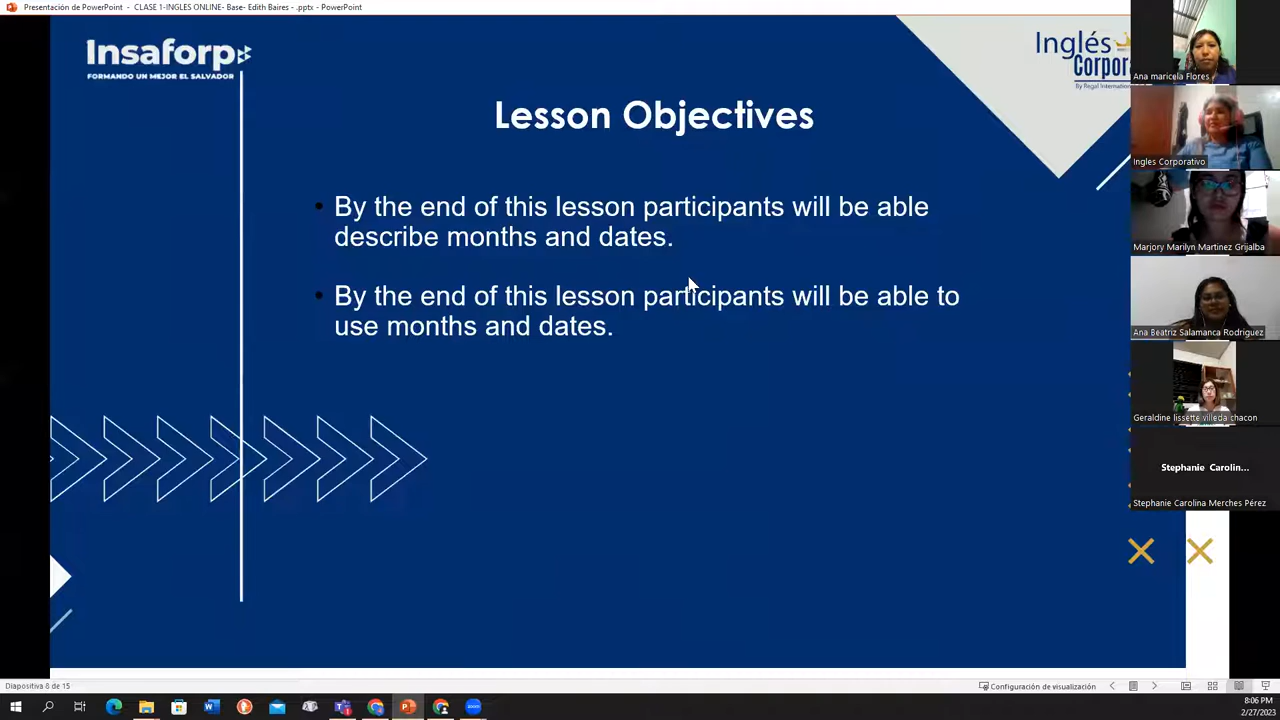 Presentación de PowerPoint - CLASE 1-INGLES ONLINE- Base- Edith Baires - .pptx - PowerPoint
Insaforp
FORMANDO UN MEJOR EL SALVADOR
Inglés
Corpora
By Regal Internation
Lesson Objectives
• By the end of this lesson participants will be able
describe months and dates.
• By the end of this lesson participants will be able to
use months and dates.
Ana maricela Flores
Ingles Corporativo
Marjory Marilyn Martinez Grijalba
Ana Beatriz Salamanca Rodriguez
Geraldine lissette villeda chacon
Stephanie Carolin...
Stephanie Carolina Merches Pérez
Diapositiva 8 de 15
Configuración de visualización
8:06 PM
2/27/2023